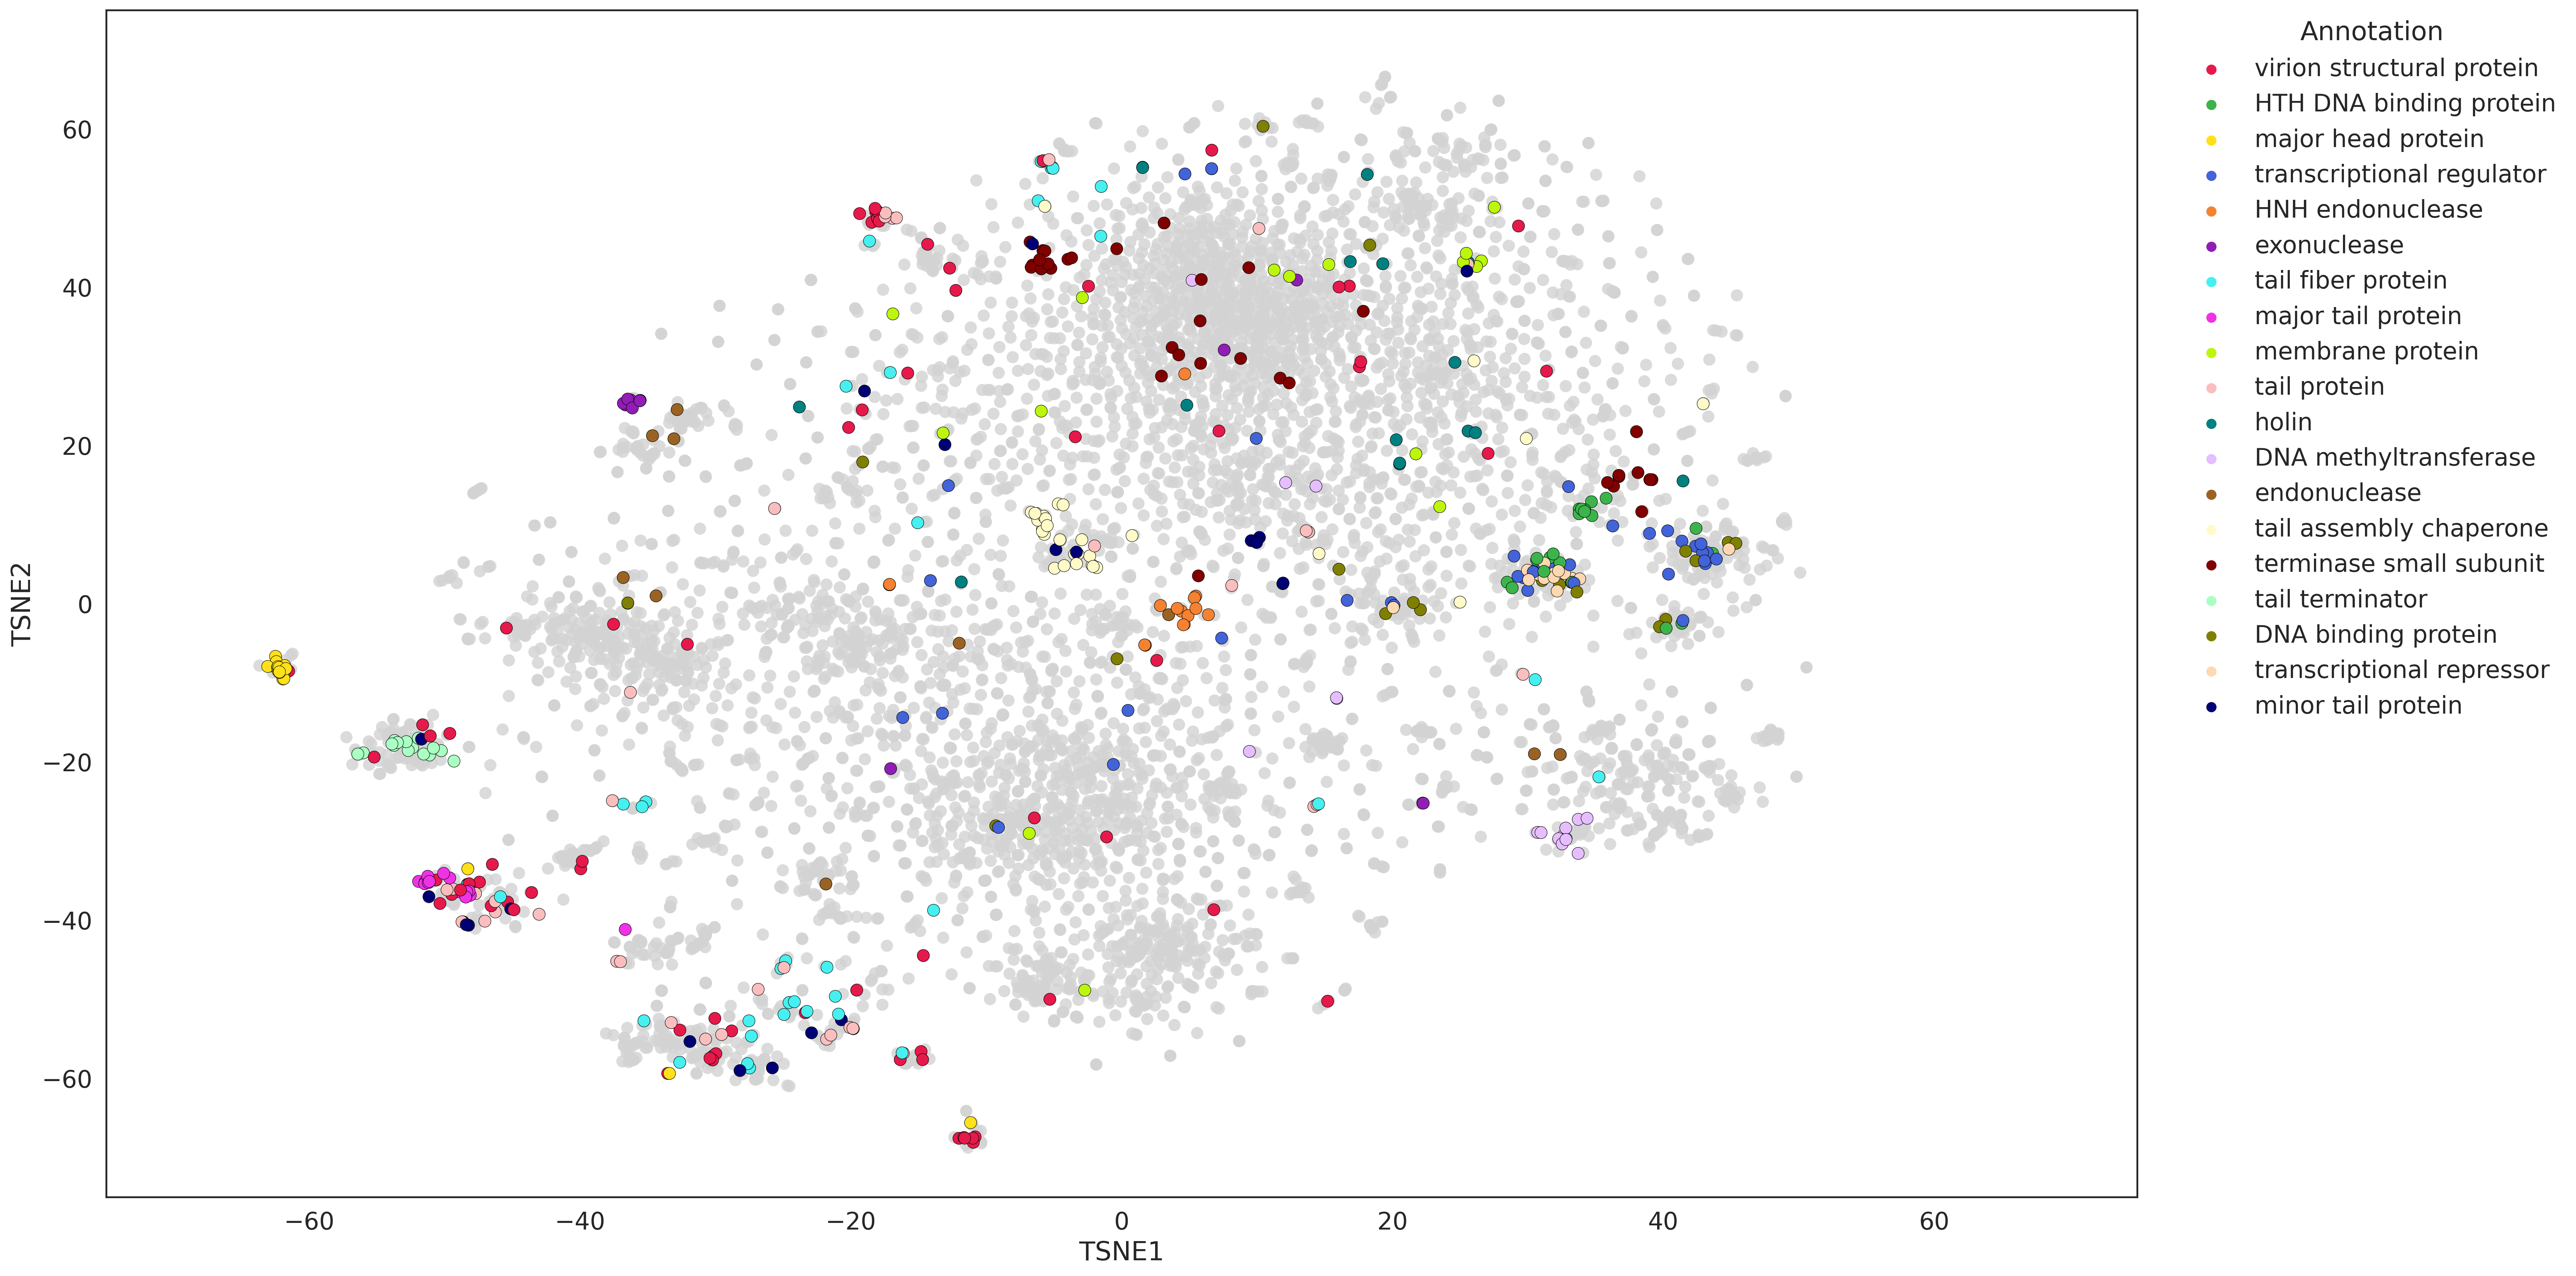 Annotation
virion structural protein
HTH DNA binding protein
major head protein
transcriptional regulator
HNH endonuclease
exonuclease
tail fiber protein
major tail protein
membrane protein
tail protein
holin
DNA methyltransferase
endonuclease
tail assembly chaperone
terminase small subunit
tail terminator
DNA binding protein
transcriptional repressor
minor tail protein
TSNE2
60
40
20
0
−20
−40
−60
−60 −40 −20 0 20 40 60
TSNE1